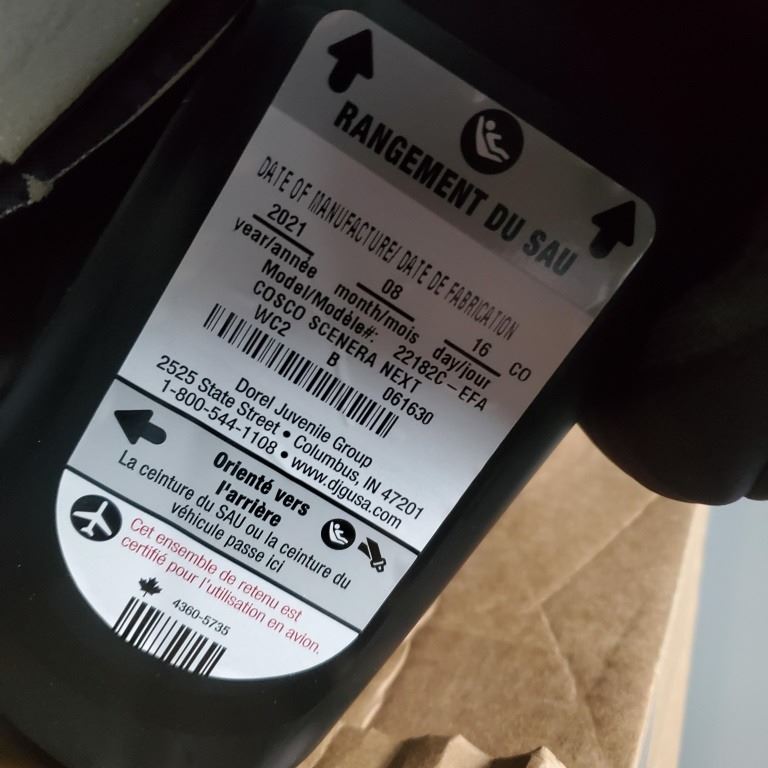 RANGEMENT DU SAU
DATE OF MANUFACTURE/ DATE DE FABRICATION
2021 08 16 CO
year/année month/mois day/jour
Model/Modèle#: 22182C-EFA
COSCO SCENERA NEXT
WC2 B 061630
Dorel Juvenile Group
2525 State Street • Columbus, IN 47201
1-800-544-1108 • www.djgusa.com
Orienté vers
l'arrière
La ceinture du SAU ou la ceinture du
véhicule passe ici
Cet ensemble de retenu est
certifié pour l'utilisation en avion.
4360-5735